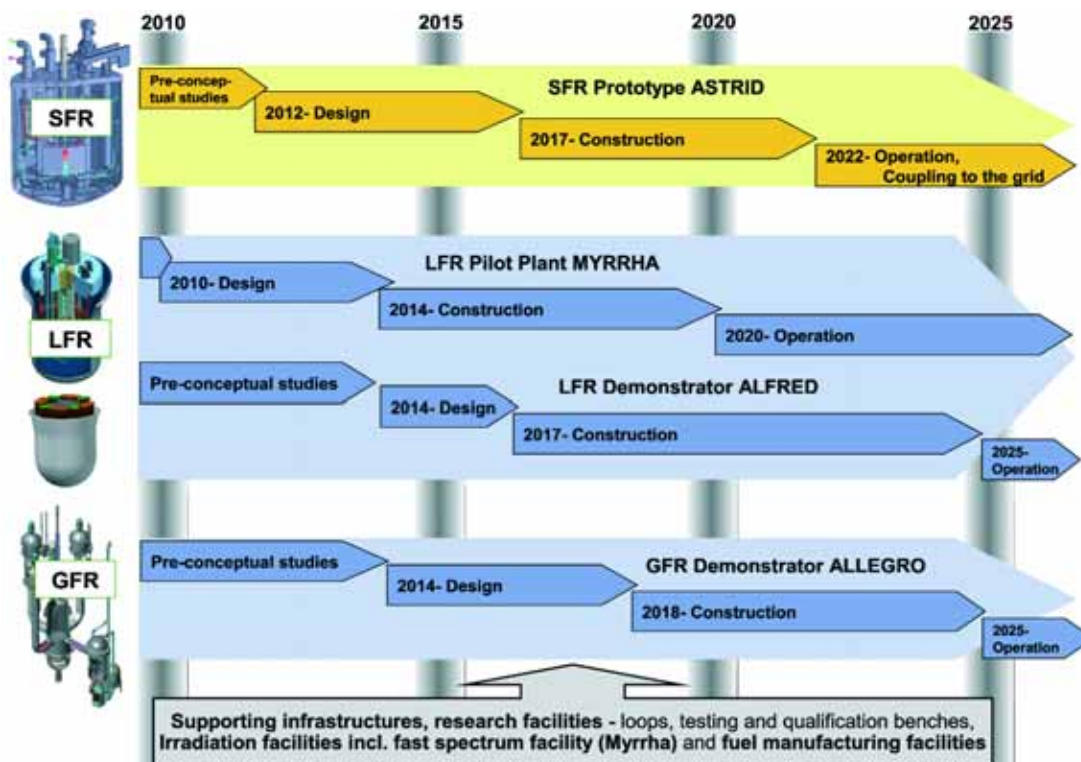 2010 2015 2020 2025
SFR
Pre-concep-
tual studies
SFR Prototype ASTRID
2012- Design
2017- Construction
2022- Operation,
Coupling to the grid
LFR
LFR Pilot Plant MYRRHA
2010- Design
2014- Construction
2020- Operation
Pre-conceptual studies
LFR Demonstrator ALFRED
2014- Design
2017- Construction
2025-
Operation
GFR
Pre-conceptual studies
GFR Demonstrator ALLEGRO
2014- Design
2018- Construction
2025-
Operation
Supporting infrastructures, research facilities - loops, testing and qualification benches,
Irradiation facilities incl. fast spectrum facility (Myrrha) and fuel manufacturing facilities